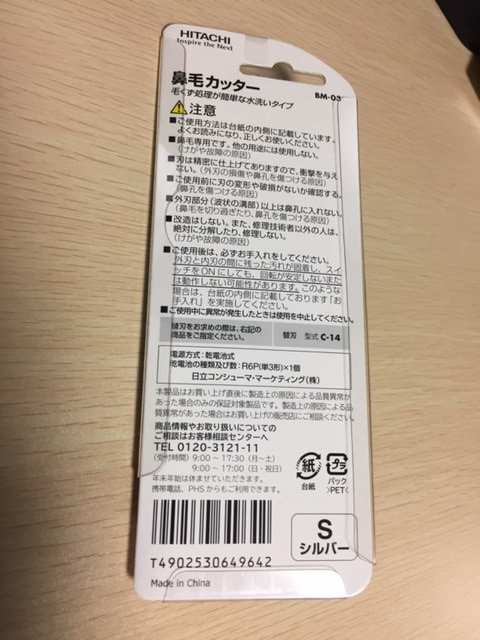 HITACHI
Inspire the Next
鼻毛カッター
BM-03
毛くず処理が簡単な水洗いタイプ
注意
■ご使用方法は台紙の内側に記載しています。
よくお読みになり、正しくお使いください。
■鼻毛専用です。他の用途には使用しない。
(けがや故障の原因)
■刃は精密に仕上げてありますので、衝撃を与え
ない。(外刃の損傷や鼻孔を傷つける原因)
■ご使用前に刃の変形や破損がないか確認する。
(鼻孔を傷つける原因)
■外刃部分(波状の溝部)以上は鼻孔に入れない。
(鼻毛を切り過ぎたり、鼻孔を傷つける原因)
■改造はしない。また、修理技術者以外の人は、
絶対に分解したり、修理しない。
(けがや故障の原因)
■ご使用後は、必ずお手入れをしてください。
外刃と内刃の間に残った汚れが固着し、スイ
ッチをONにしても、回転が安定しないまた
は動作しない可能性があります。このような
場合は、台紙の内側に記載しております「お
手入れ」を実施してください。
■ご使用中に異常が発生したときは使用を中止してください。
替刃をお求めの際は、右記の
商品をご指定ください。
替刃 型式 C-14
電源方式:乾電池式
乾電池の種類及び数:R6P(単3形)×1個
日立コンシューマ・マーケティング(株)
本製品はお買い上げ直後に製造上の原因による品質異常が
あった場合のみの保証対象製品です。製造上の原因による品
質異常があった場合はお買い上げの販売店にご相談ください。
商品情報やお取り扱いについての
ご相談はお客様相談センターへ
TEL 0120-3121-11
(受付時間) 9:00 ~ 17:30 (月~土)
9:00 ~ 17:00 (日・祝日)
年末年始は休ませていただきます。
携帯電話、PHSからもご利用できます。
紙
台紙
プラ
パック
>PET<
S
シルバー
T4902530649642
Made in China